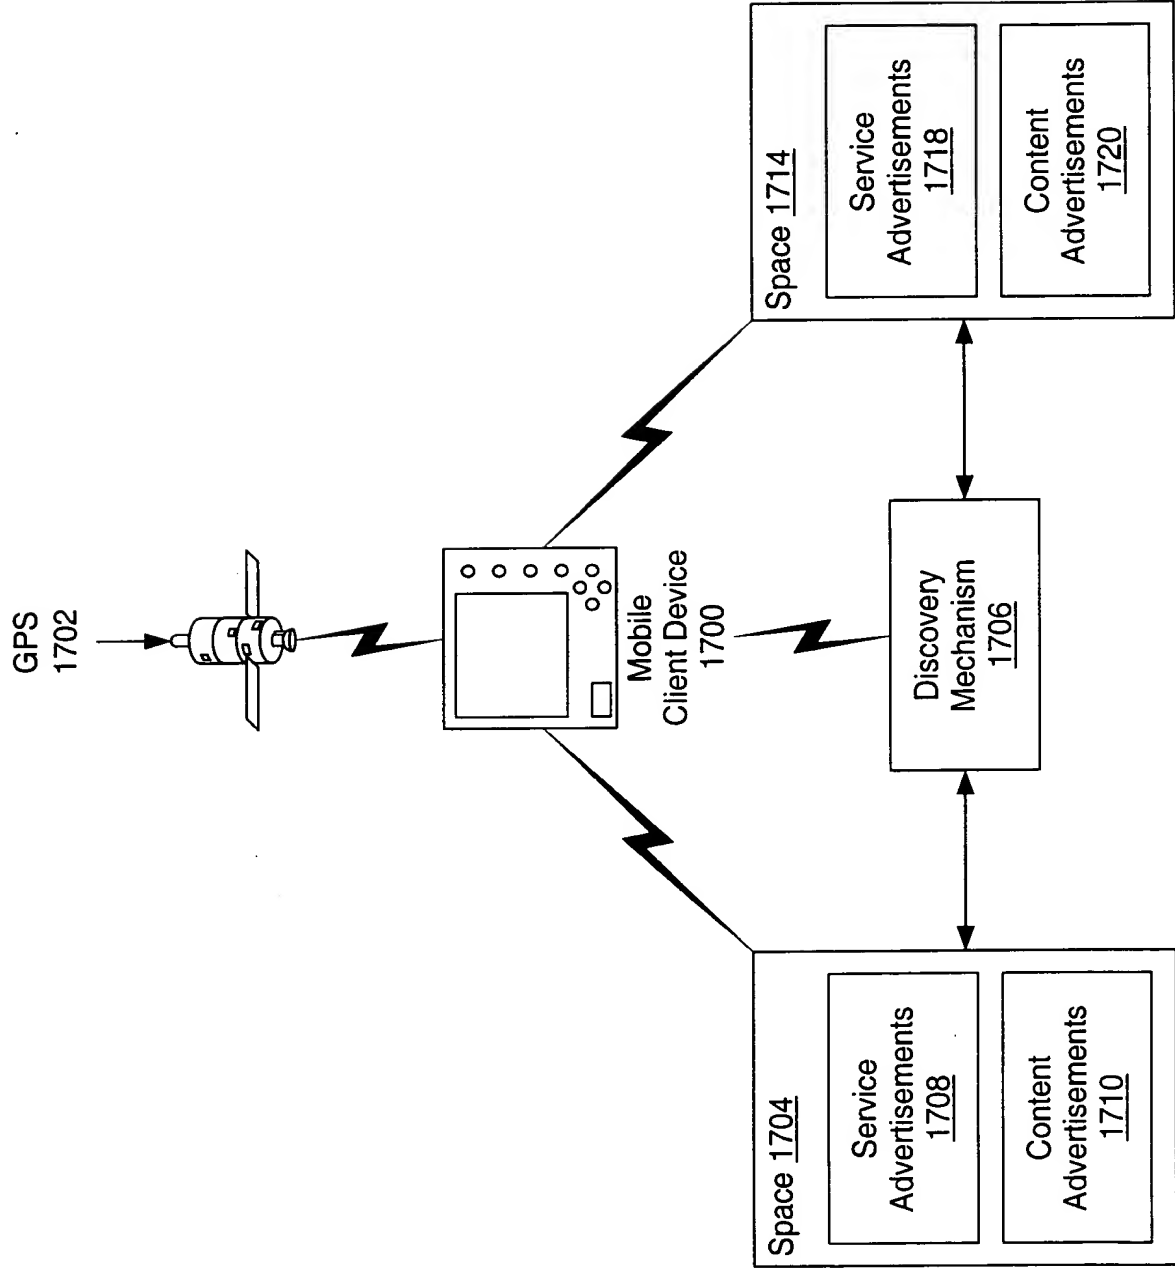 GPS
1702
Mobile
Client Device
1700
Discovery
Mechanism
1706
Space 1704
Service
Advertisements
1708
Content
Advertisements
1710
Space 1714
Service
Advertisements
1718
Content
Advertisements
1720